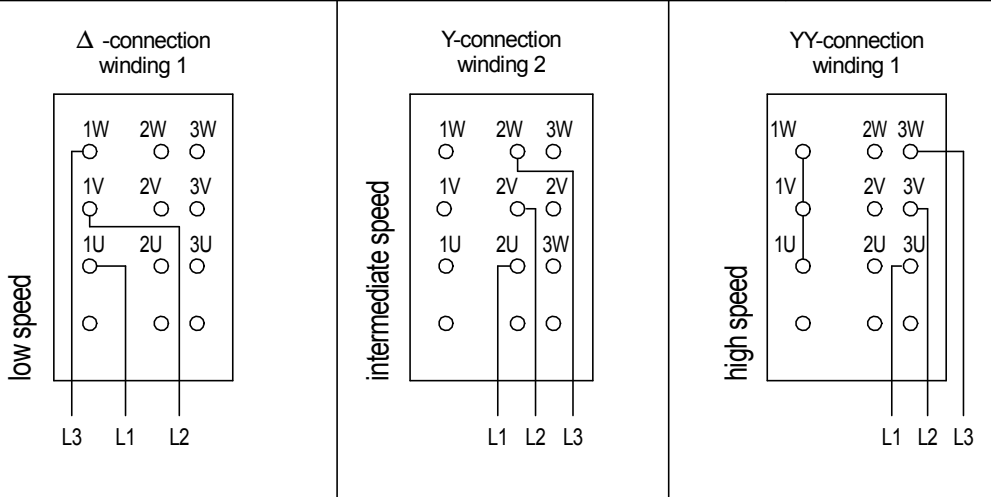 Δ -connection
winding 1
1W 2W 3W
1V 2V 3V
1U 2U 3U
low speed
L3 L1 L2
Y-connection
winding 2
1W 2W 3W
1V 2V 2V
1U 2U 3W
intermediate speed
L1 L2 L3
YY-connection
winding 1
1W 2W 3W
1V 2V 3V
1U 2U 3U
high speed
L1 L2 L3